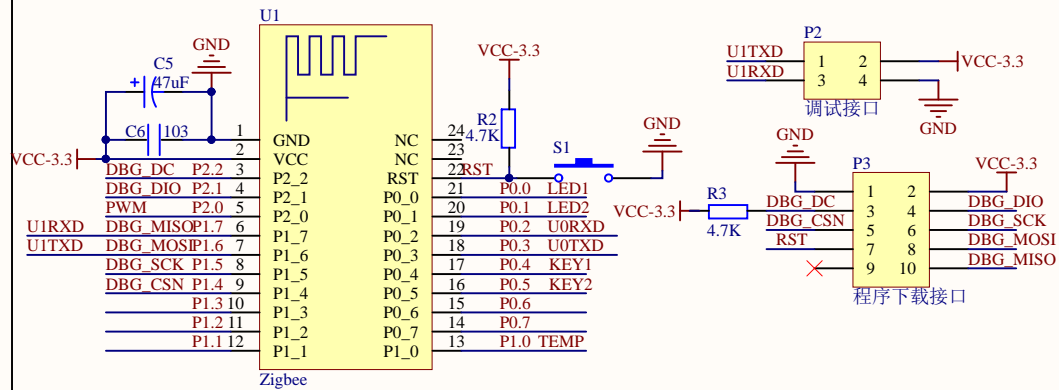 U1
GND
C5
+
47uF
C6
103
VCC-3.3
DBG_DC P2.2 3 P2_2
DBG_DIO P2.1 4 P2_1
PWM P2.0 5 P2_0
U1RXD DBG_MISO P1.7 6 P1_7
U1TXD DBG_MOSI P1.6 7 P1_6
DBG_SCK P1.5 8 P1_5
DBG_CSN P1.4 9 P1_4
P1.3 10 P1_3
P1.2 11 P1_2
P1.1 12 P1_1
1 GND
2 VCC
NC 24
NC 23
RST 22 RST
P0_0 21 P0.0 LED1
P0_1 20 P0.1 LED2
P0_2 19 P0.2 U0RXD
P0_3 18 P0.3 U0TXD
P0_4 17 P0.4 KEY1
P0_5 16 P0.5 KEY2
P0_6 15 P0.6
P0_7 14 P0.7
P1_0 13 P1.0 TEMP
Zigbee
VCC-3.3
R2
4.7K
S1
GND
P2
U1TXD 1 2 VCC-3.3
U1RXD 3 4
调试接口
GND
GND
P3
VCC-3.3
1 2
VCC-3.3 R3 DBG_DC 3 4 DBG_DIO
4.7K
DBG_CSN 5 6 DBG_SCK
RST 7 8 DBG_MOSI
9 10 DBG_MISO
程序下载接口